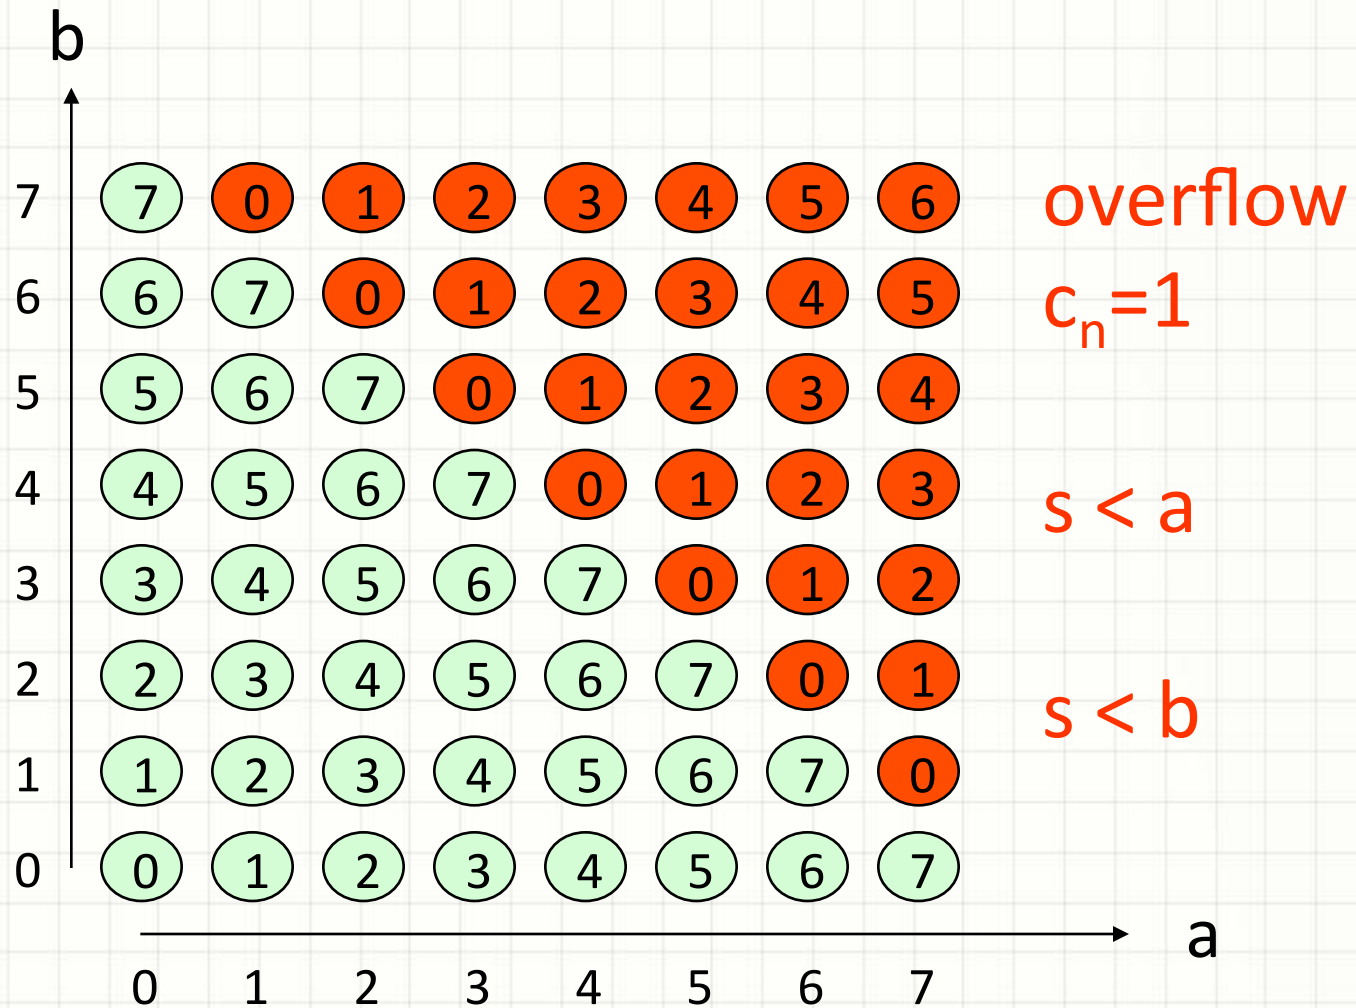 b
7 7 0 1 2 3 4 5 6 overflow
6 6 7 0 1 2 3 4 5 cₙ=1
5 5 6 7 0 1 2 3 4
4 4 5 6 7 0 1 2 3 s < a
3 3 4 5 6 7 0 1 2
2 2 3 4 5 6 7 0 1 s < b
1 1 2 3 4 5 6 7 0
0 0 1 2 3 4 5 6 7
a
0 1 2 3 4 5 6 7